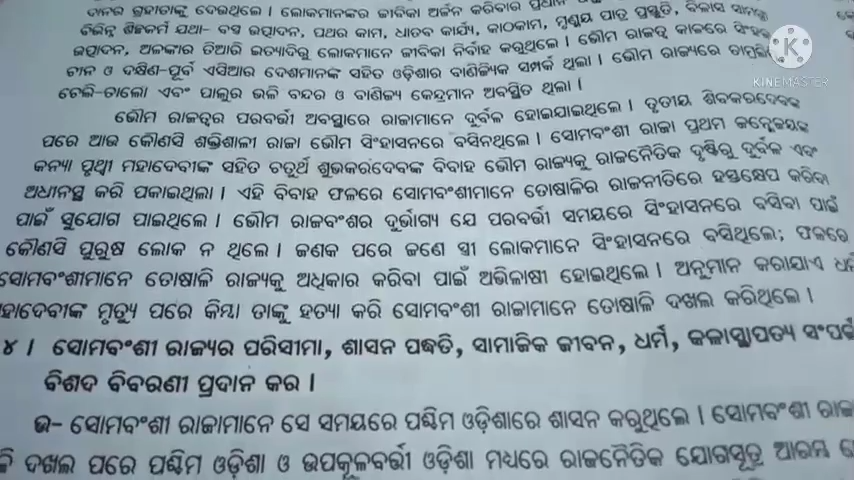 ଦାନର ଗ୍ରହୀତାଙ୍କୁ ଦେଉଥିଲେ । ଲୋକମାନଙ୍କର ଜୀବିକା ଅର୍ଜନ କରିବାର ପ୍ରଧାନ
ବିଭିନ୍ନ ଶିଳ୍ପକର୍ମ ଯଥା- ବସ୍ତ୍ର ଉତ୍ପାଦନ, ପଥର କାମ, ଧାତବ କାର୍ଯ୍ୟ, କାଠକାମ, ମୃଣ୍ମୟ ପାତ୍ର ପ୍ରସ୍ତୁତି, ବିଳାସ ସାମଗ୍ରୀ
ଉତ୍ପାଦନ, ଅଳଙ୍କାର ତିଆରି ଇତ୍ୟାଦିରୁ ଲୋକମାନେ ଜୀବିକା ନିର୍ବାହ କରୁଥିଲେ । ଭୌମ ରାଜତ୍ୱ କାଳରେ ସିଂହଳ
ଚୀନ ଓ ଦକ୍ଷିଣ-ପୂର୍ବ ଏସିଆର ଦେଶମାନଙ୍କ ସହିତ ଓଡ଼ିଶାର ବାଣିଜ୍ୟିକ ସମ୍ପର୍କ ଥିଲା । ଭୌମ ରାଜ୍ୟରେ
ଚେଲି-ତାଲୋ ଏବଂ ପାଲୁର ଭଳି ବନ୍ଦର ଓ ବାଣିଜ୍ୟ କେନ୍ଦ୍ରମାନ ଅବସ୍ଥିତ ଥିଲା ।
ଭୌମ ରାଜତ୍ୱର ପରବର୍ତ୍ତୀ ଅବସ୍ଥାରେ ରାଜାମାନେ ଦୁର୍ବଳ ହୋଇଯାଇଥିଲେ । ତୃତୀୟ ଶିବକରଦେବଙ୍କ
ପରେ ଆଉ କୌଣସି ଶକ୍ତିଶାଳୀ ରାଜା ଭୌମ ସିଂହାସନରେ ବସିନଥିଲେ । ସୋମବଂଶୀ ରାଜା ପ୍ରଥମ ଜନ୍ମେଜୟଙ୍କ
କନ୍ୟା ପୃଥ୍ୱୀ ମହାଦେବୀଙ୍କ ସହିତ ଚତୁର୍ଥ ଶୁଭକରଦେବଙ୍କ ବିବାହ ଭୌମ ରାଜ୍ୟକୁ ରାଜନୈତିକ ଦୃଷ୍ଟିରୁ ଦୁର୍ବଳ ଏବଂ
ଅଧୀନସ୍ଥ କରି ପକାଇଥିଲା । ଏହି ବିବାହ ଫଳରେ ସୋମବଂଶୀମାନେ ତୋଷାଳିର ରାଜନୀତିରେ ହସ୍ତକ୍ଷେପ କରିବା
ପାଇଁ ସୁଯୋଗ ପାଇଥିଲେ । ଭୌମ ରାଜବଂଶର ଦୁର୍ଭାଗ୍ୟ ଯେ ପରବର୍ତ୍ତୀ ସମୟରେ ସିଂହାସନରେ ବସିବା ପାଇଁ
କୌଣସି ପୁରୁଷ ଲୋକ ନ ଥିଲେ । ଜଣକ ପରେ ଜଣେ ସ୍ତ୍ରୀ ଲୋକମାନେ ସିଂହାସନରେ ବସିଥିଲେ; ଫଳରେ
ସୋମବଂଶୀମାନେ ତୋଷାଳି ରାଜ୍ୟକୁ ଅଧିକାର କରିବା ପାଇଁ ଅଭିଳାଷୀ ହୋଇଥିଲେ । ଅନୁମାନ କରାଯାଏ
ମୃତ୍ୟୁ ପରେ କିମ୍ବା ତାଙ୍କୁ ହତ୍ୟା କରି ସୋମବଂଶୀ ରାଜାମାନେ ତୋଷାଳି ଦଖଲ କରିଥିଲେ ।
୪ । ସୋମବଂଶୀ ରାଜ୍ୟର ପରିସୀମା, ଶାସନ ପଦ୍ଧତି, ସାମାଜିକ ଜୀବନ, ଧର୍ମ, କଳାସ୍ଥାପତ୍ୟ
ବିଶଦ ବିବରଣୀ ପ୍ରଦାନ କର ।
ଉ- ସୋମବଂଶୀ ରାଜାମାନେ ସେ ସମୟରେ ପଶ୍ଚିମ ଓଡ଼ିଶାରେ ଶାସନ କରୁଥିଲେ । ସୋମବଂଶୀ
ଦଖଲ ପରେ ପଶ୍ଚିମ ଓଡ଼ିଶା ଓ ଉପକୂଳବର୍ତ୍ତୀ ଓଡ଼ିଶା ମଧ୍ୟରେ ରାଜନୈତିକ ଯୋଗସୂତ୍ର ଆରମ୍ଭ
KINEMASTER